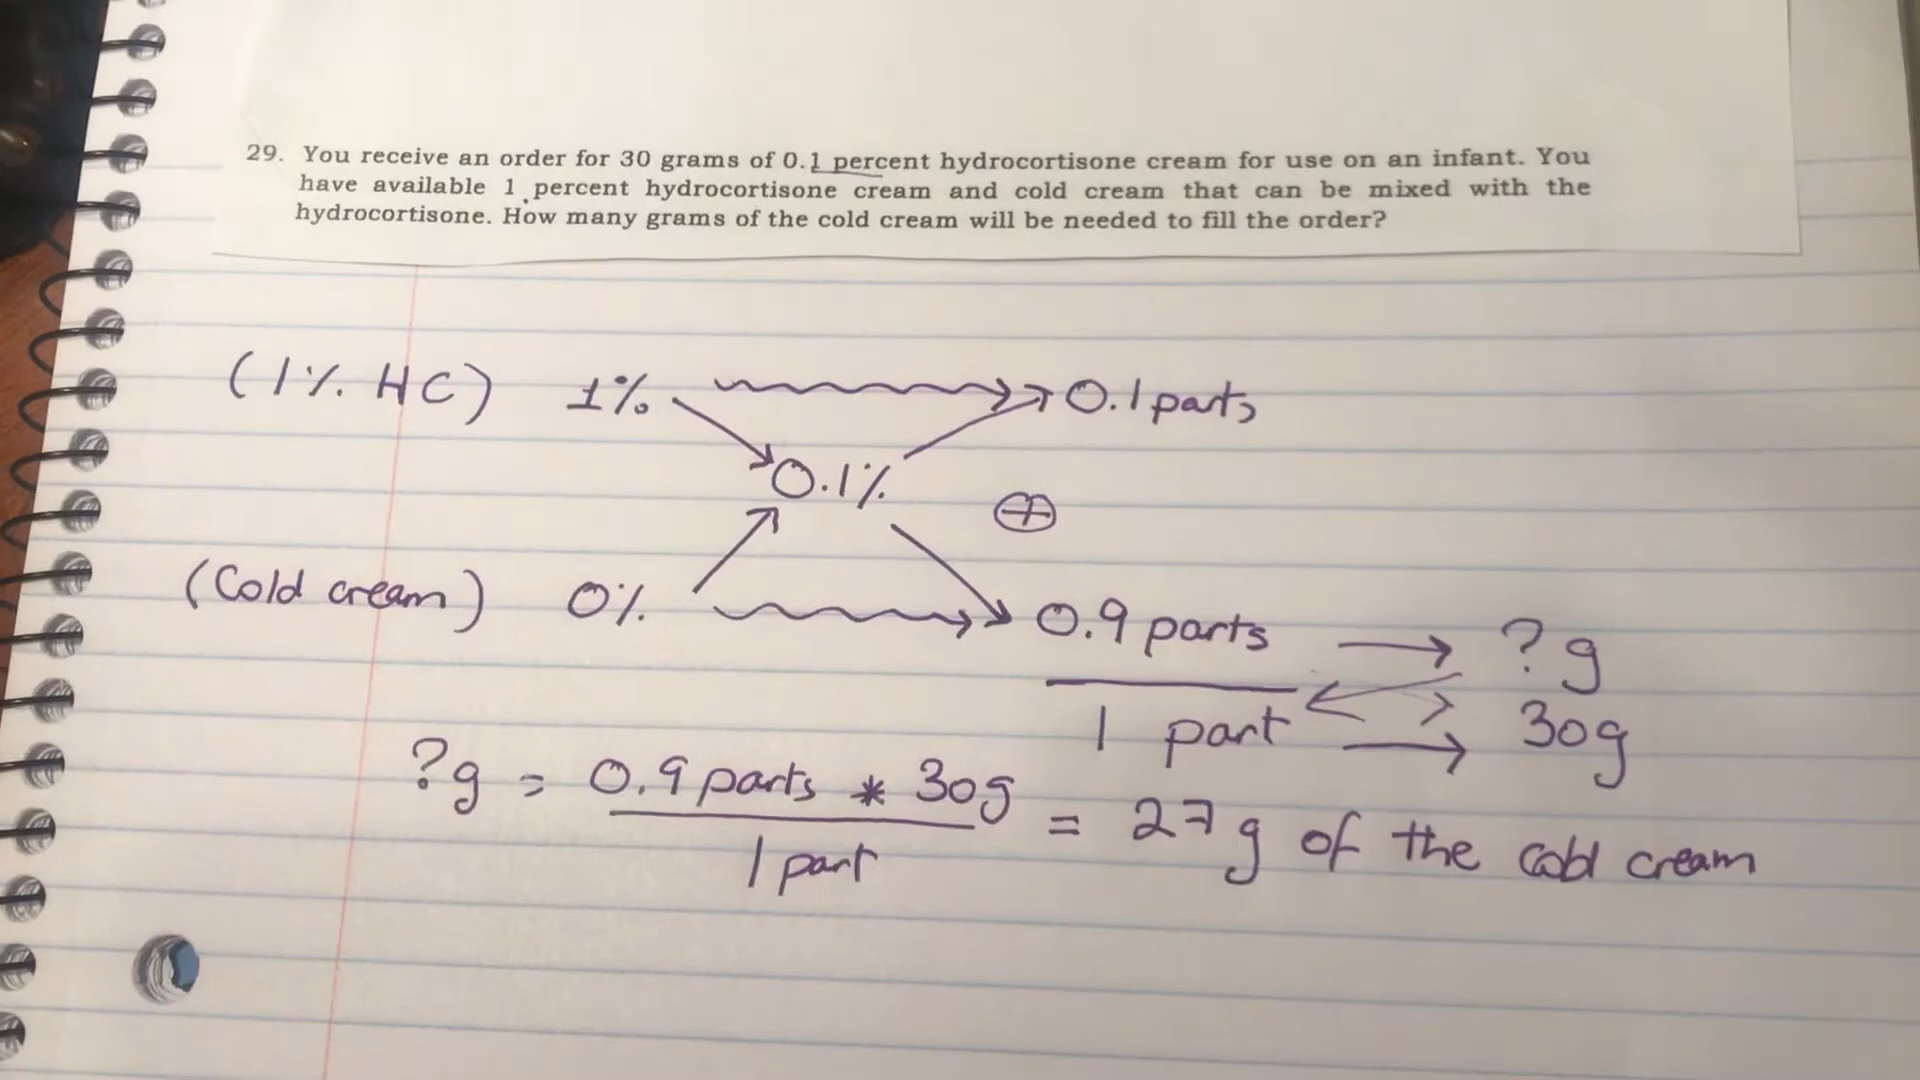 29. You receive an order for 30 grams of 0.1 percent hydrocortisone cream for use on an infant. You
have available 1 percent hydrocortisone cream and cold cream that can be mixed with the
hydrocortisone. How many grams of the cold cream will be needed to fill the order?
(1% HC) 1% → 0.1 parts
0.1% +
(Cold cream) 0% → 0.9 parts → ? g
1 part → 30g
?g = 0.9 parts * 30g = 27 g of the cold cream
1 part